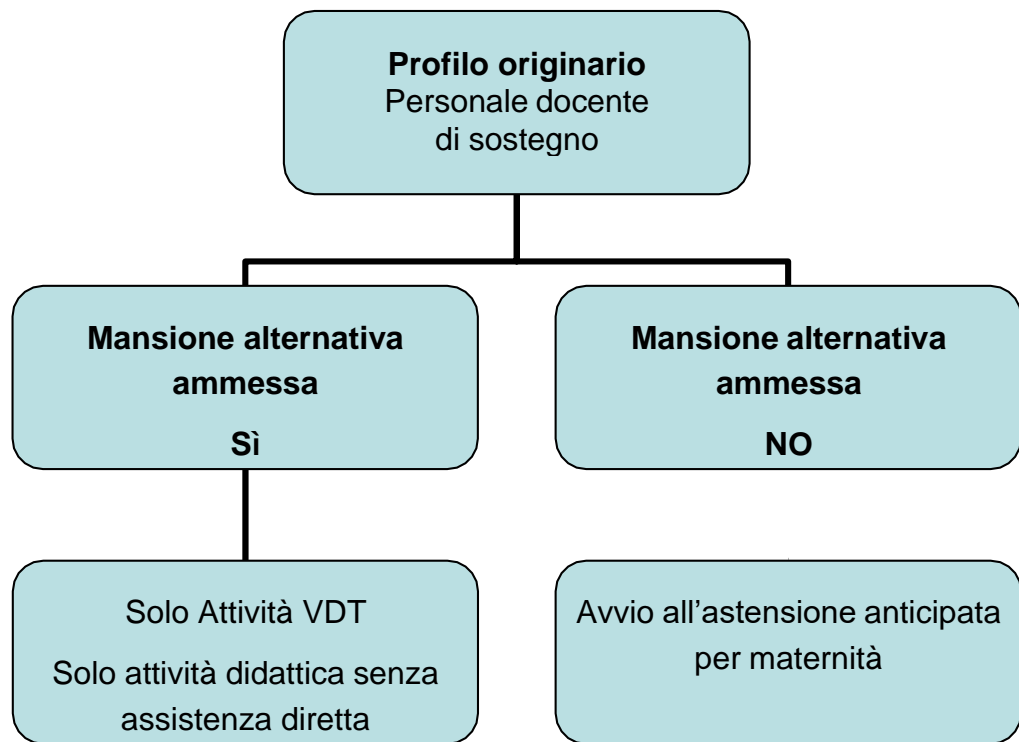 Profilo originario
Personale docente
di sostegno
Mansione alternativa
ammessa
Sì
Mansione alternativa
ammessa
NO
Solo Attività VDT
Solo attività didattica senza
assistenza diretta
Avvio all’astensione anticipata
per maternità